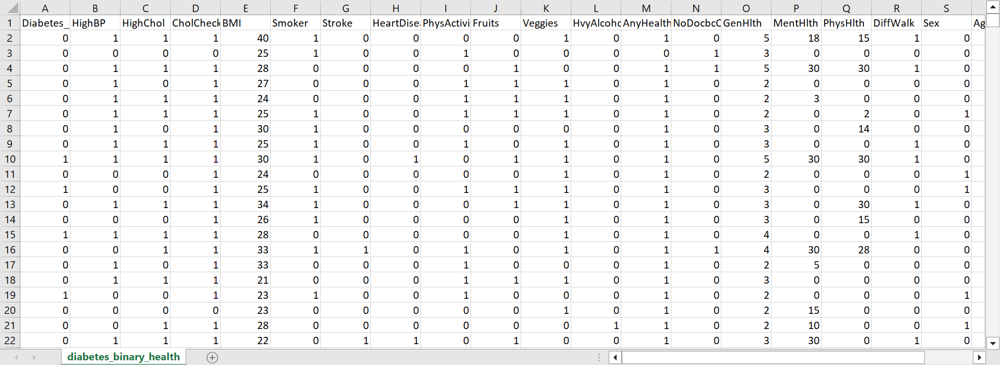 A B C D E F G H I J K L M N O P Q R S
1 Diabetes_ HighBP HighChol CholCheck BMI Smoker Stroke HeartDisea PhysActivi Fruits Veggies HvyAlcoho AnyHealth NoDocbcC GenHlth MentHlth PhysHlth DiffWalk Sex Ag
2 0 1 1 1 40 1 0 0 0 0 1 0 1 0 5 18 15 1 0
3 0 0 0 0 25 1 0 0 1 0 0 0 0 1 3 0 0 0 0
4 0 1 1 1 28 0 0 0 0 1 0 0 1 1 5 30 30 1 0
5 0 1 0 1 27 0 0 0 1 1 1 0 1 0 2 0 0 0 0
6 0 1 1 1 24 0 0 0 1 1 1 0 1 0 2 3 0 0 0
7 0 1 1 1 25 1 0 0 1 1 1 0 1 0 2 0 2 0 1
8 0 1 0 1 30 1 0 0 0 0 0 0 1 0 3 0 14 0 0
9 0 1 1 1 25 1 0 0 1 0 1 0 1 0 3 0 0 1 0
10 1 1 1 1 30 1 0 1 0 1 1 0 1 0 5 30 30 1 0
11 0 0 0 1 24 0 0 0 0 0 1 0 1 0 2 0 0 0 1
12 1 0 0 1 25 1 0 0 1 1 1 0 1 0 3 0 0 0 1
13 0 1 1 1 34 1 0 0 0 1 1 0 1 0 3 0 30 1 0
14 0 0 0 1 26 1 0 0 0 0 1 0 1 0 3 0 15 0 0
15 1 1 1 1 28 0 0 0 0 0 1 0 1 0 4 0 0 1 0
16 0 0 1 1 33 1 1 0 1 0 1 0 1 1 4 30 28 0 0
17 0 1 0 1 33 0 0 0 1 0 0 0 1 0 2 5 0 0 0
18 0 1 1 1 21 0 0 0 1 1 1 0 1 0 3 0 0 0 0
19 1 0 0 1 23 1 0 0 1 0 0 0 1 0 2 0 0 0 1
20 0 0 0 0 23 0 0 0 0 0 1 0 1 0 2 15 0 0 0
21 0 0 1 1 28 0 0 0 0 0 0 1 1 0 2 10 0 0 1
22 0 1 1 1 22 0 1 1 0 1 0 0 1 0 3 30 0 1 0
diabetes_binary_health